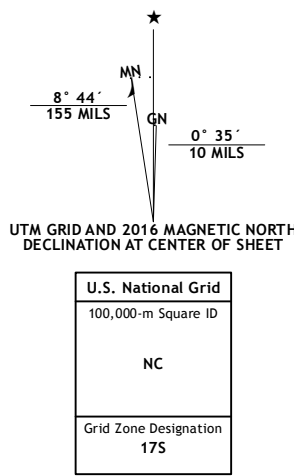 MN
8° 44´
155 MILS
GN
0° 35´
10 MILS
UTM GRID AND 2016 MAGNETIC NORTH
DECLINATION AT CENTER OF SHEET
U.S. National Grid
100,000-m Square ID
NC
Grid Zone Designation
17S